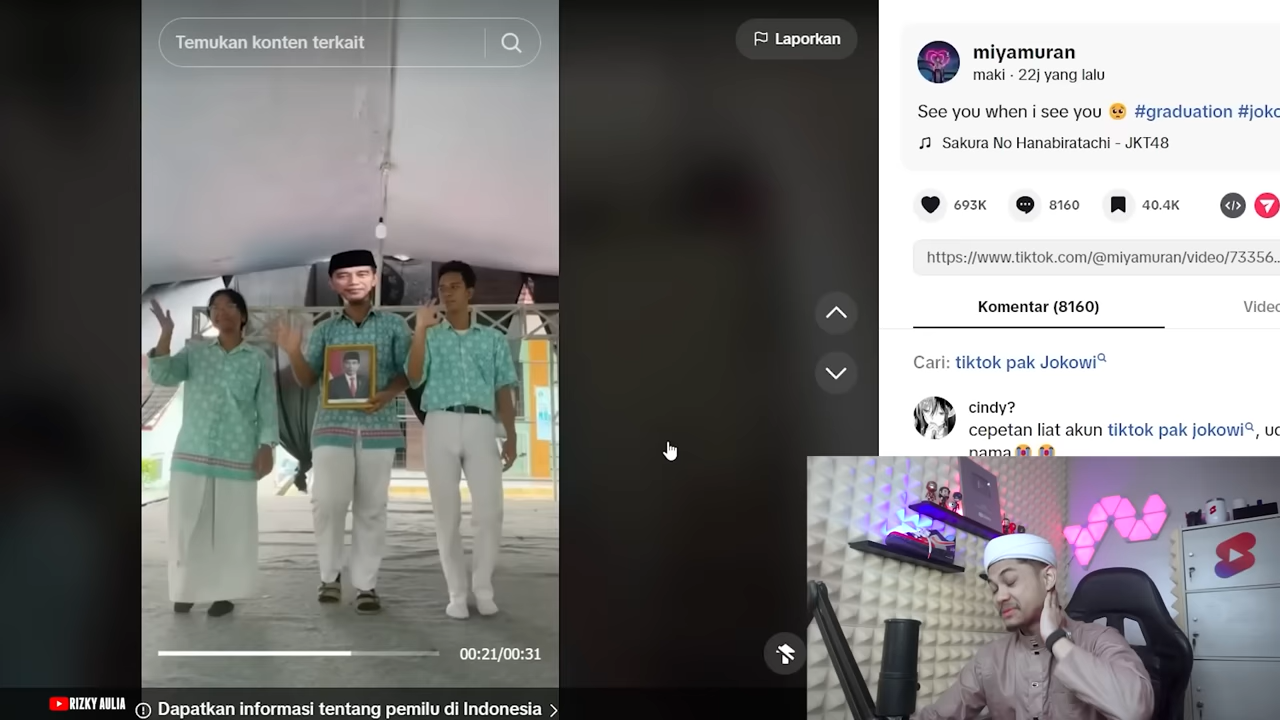 Temukan konten terkait
Laporkan
miyamuran
maki · 22j yang lalu
See you when i see you 🥺 #graduation #joko
Sakura No Hanabiratachi - JKT48
693K
8160
40.4K
https://www.tiktok.com/@miyamuran/video/73356...
Komentar (8160)
Video
Cari: tiktok pak Jokowi
cindy?
cepetan liat akun tiktok pak jokowi, ud
nama😭😭
00:21/00:31
RIZKY AULIA
Dapatkan informasi tentang pemilu di Indonesia